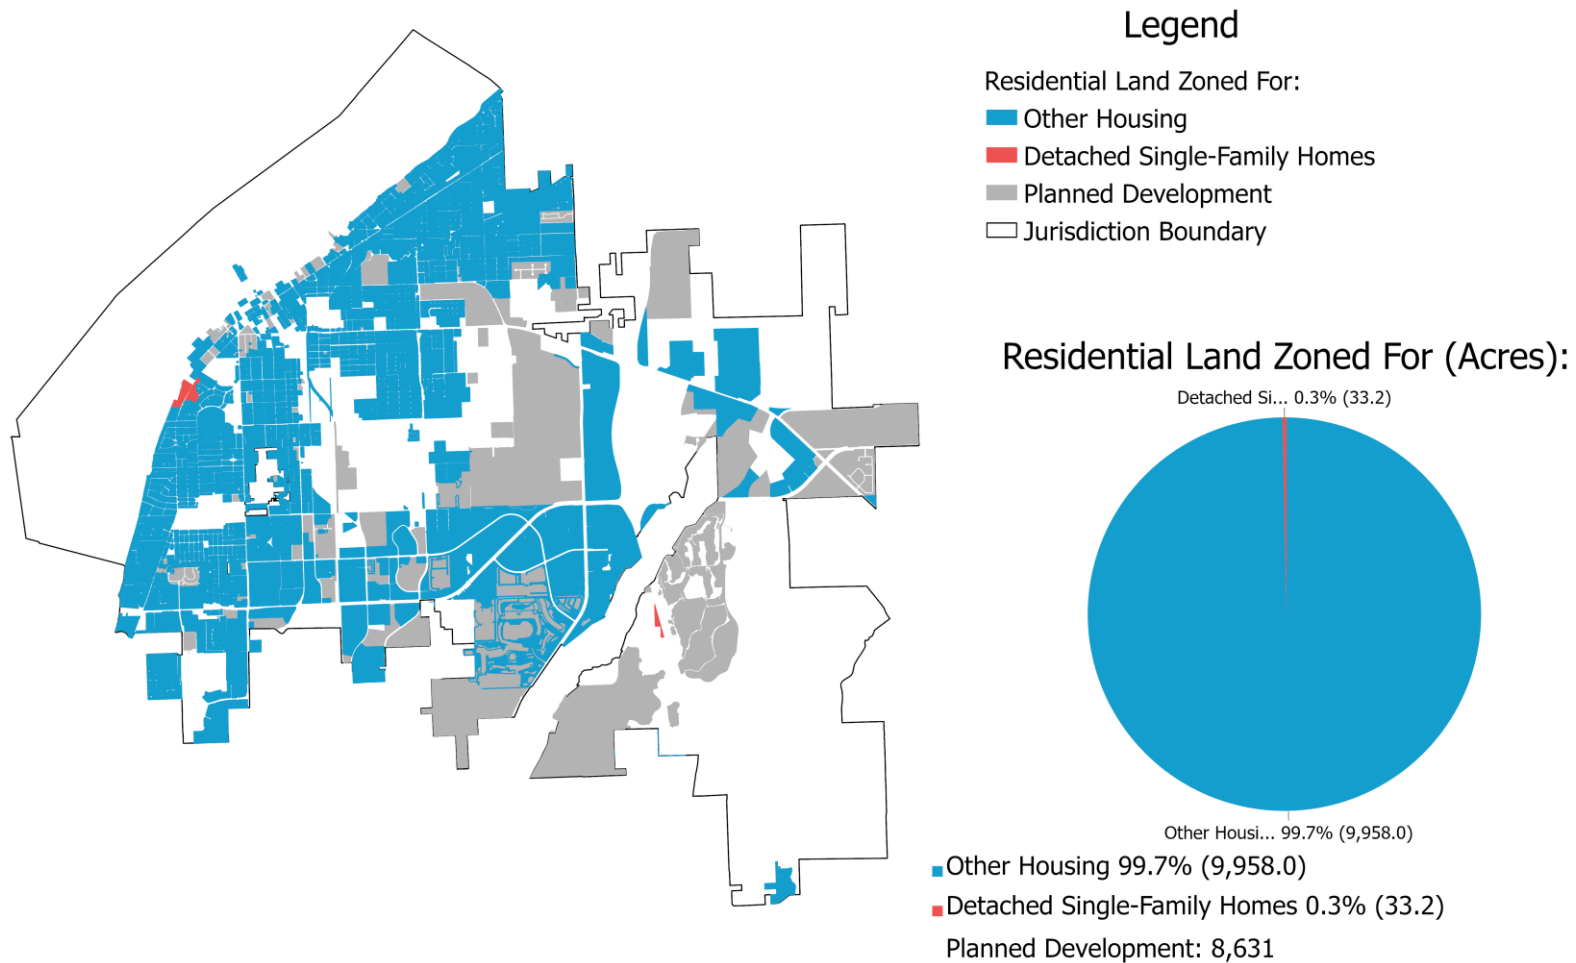 Legend
Residential Land Zoned For:
Other Housing
Detached Single-Family Homes
Planned Development
Jurisdiction Boundary
Residential Land Zoned For (Acres):
Detached Si... 0.3% (33.2)
Other Housi... 99.7% (9,958.0)
Other Housing 99.7% (9,958.0)
Detached Single-Family Homes 0.3% (33.2)
Planned Development: 8,631